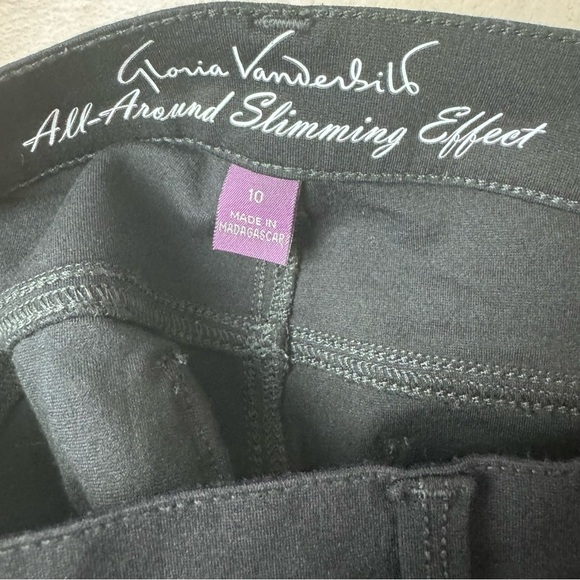 Gloria Vanderbilt
All-Around Slimming Effect
10
MADE IN
MADAGASCAR